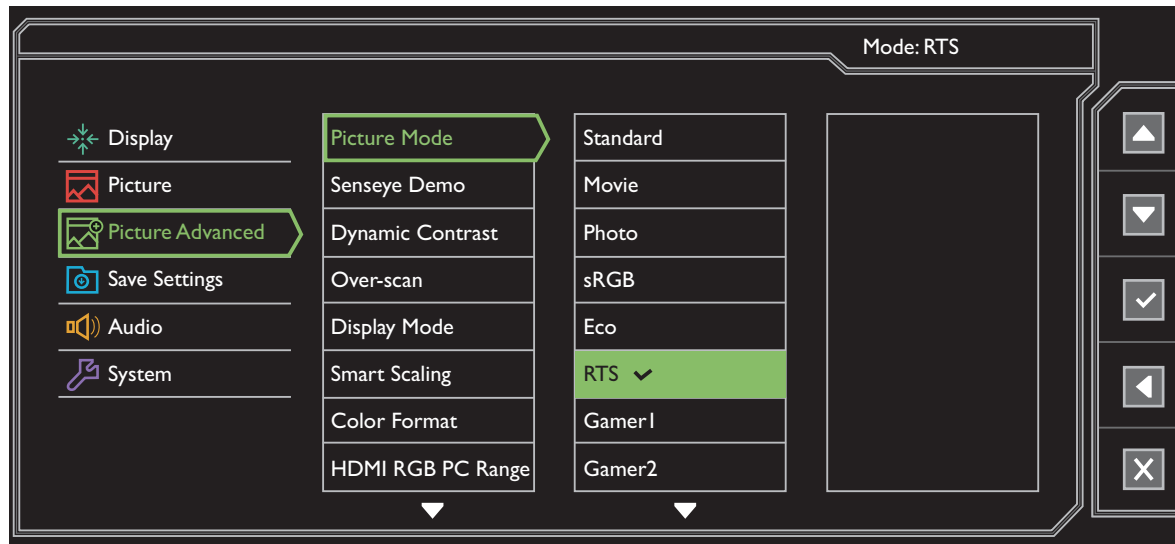 Mode: RTS
Display
Picture
Picture Advanced
Save Settings
Audio
System
Picture Mode
Senseye Demo
Dynamic Contrast
Over-scan
Display Mode
Smart Scaling
Color Format
HDMI RGB PC Range
Standard
Movie
Photo
sRGB
Eco
RTS
Gamer1
Gamer2